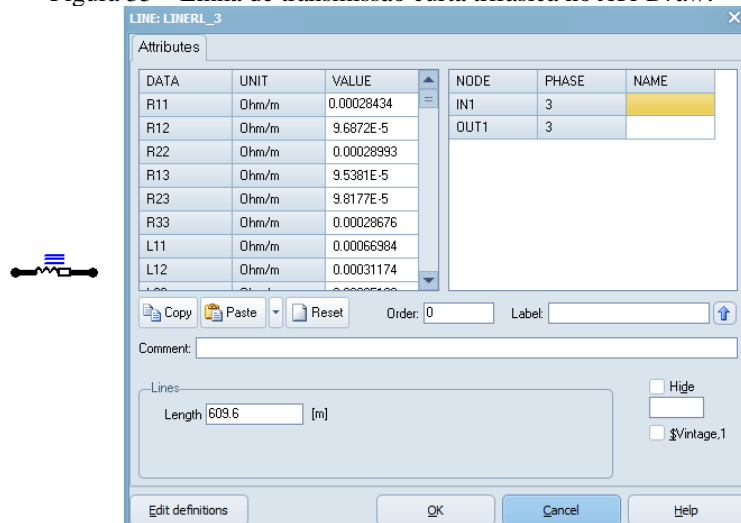 LINE: LINERL_3
Attributes
DATA UNIT VALUE
R11 Ohm/m 0.00028434
R12 Ohm/m 9.6872E-5
R22 Ohm/m 0.00028993
R13 Ohm/m 9.5381E-5
R23 Ohm/m 9.8177E-5
R33 Ohm/m 0.00028676
L11 Ohm/m 0.00066984
L12 Ohm/m 0.00031174
NODE PHASE NAME
IN1 3
OUT1 3
Copy Paste Reset Order: 0 Label:
Comment:
Lines
Length 609.6 [m]
Hide
$Vintage,1
Edit definitions OK Cancel Help